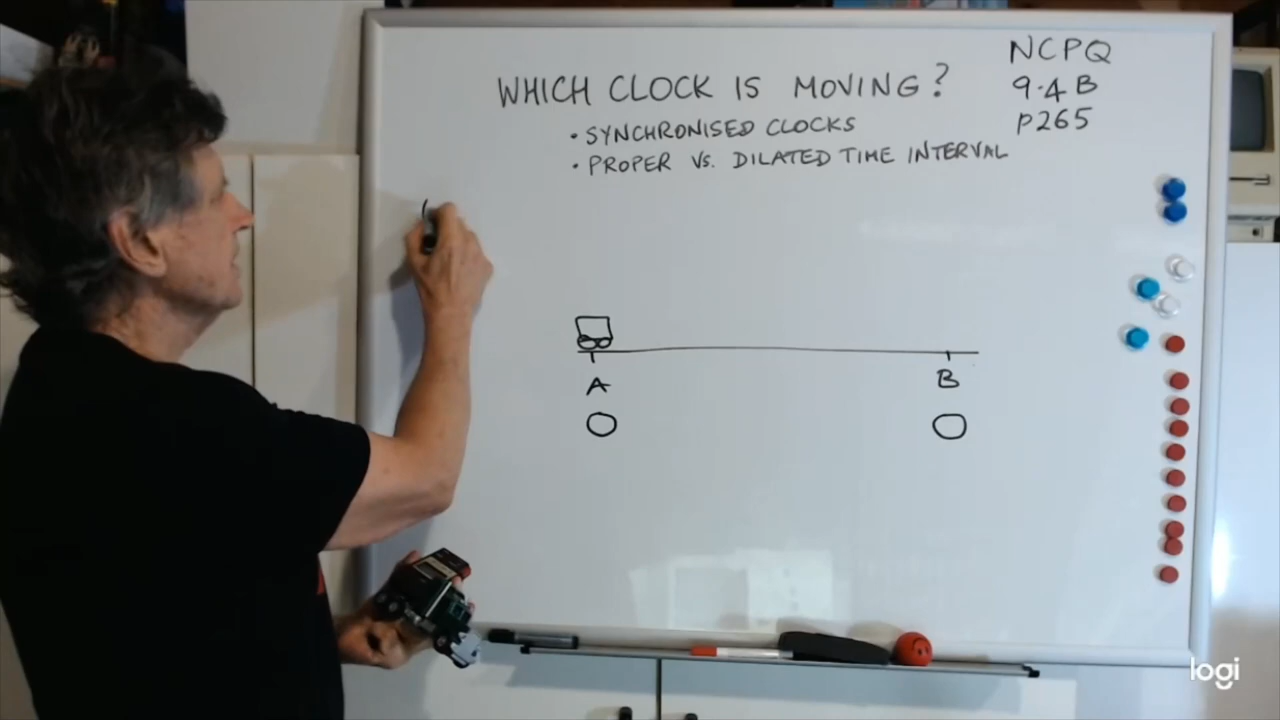 WHICH CLOCK IS MOVING?
• SYNCHRONISED CLOCKS
• PROPER VS. DILATED TIME INTERVAL
NCPQ
9.4B
P265
A
B
logi